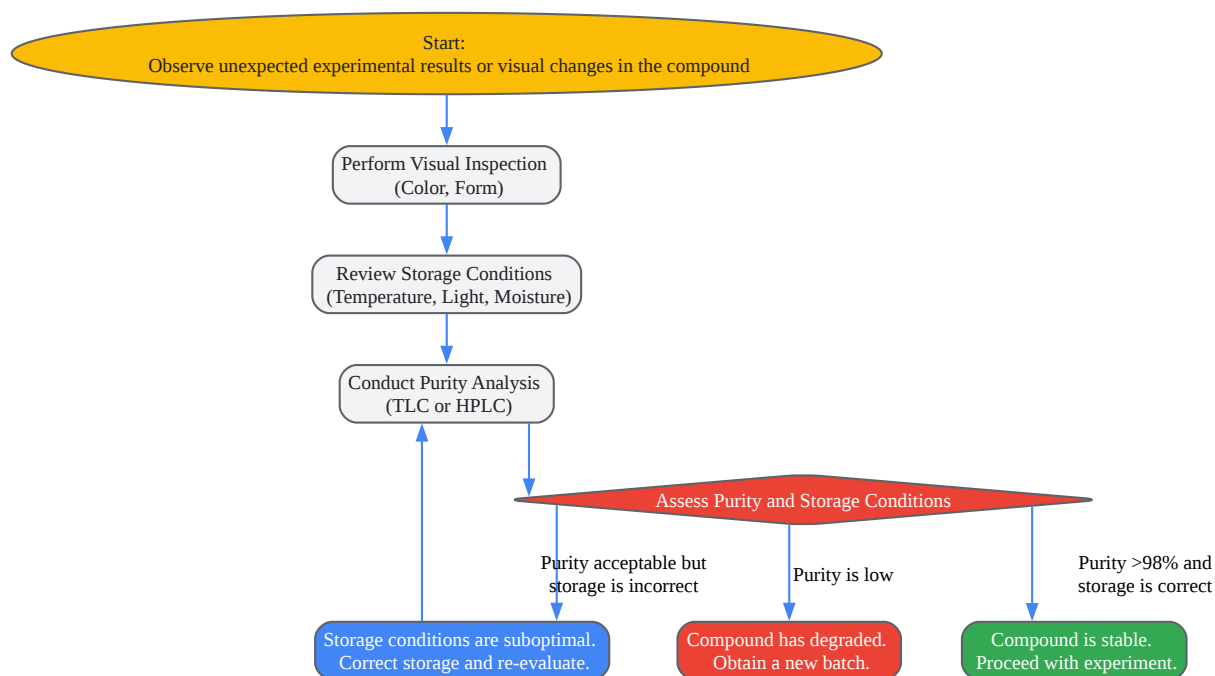 Start:
Observe unexpected experimental results or visual changes in the compound
Perform Visual Inspection
(Color, Form)
Review Storage Conditions
(Temperature, Light, Moisture)
Conduct Purity Analysis
(TLC or HPLC)
Assess Purity and Storage Conditions
Purity acceptable but
storage is incorrect
Purity is low
Purity >98% and
storage is correct
Storage conditions are suboptimal.
Correct storage and re-evaluate.
Compound has degraded.
Obtain a new batch.
Compound is stable.
Proceed with experiment.